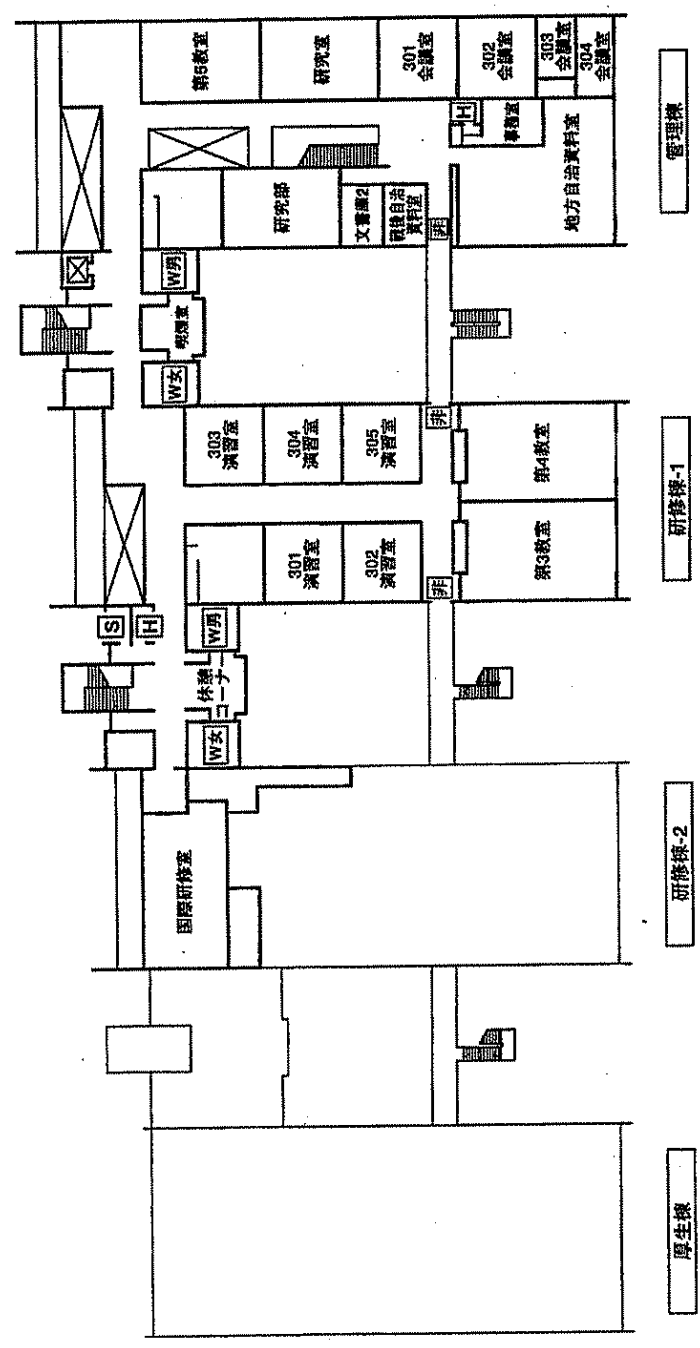 第5教室
研究室
301
会議室
302
会議室
303
会議室
304
会議室
H
事務室
地方自治資料室
研究部
文書庫2
戦後自治
資料室
非
W男
喫煙室
W女
管理棟
303
演習室
304
演習室
305
演習室
非
第4教室
第3教室
301
演習室
302
演習室
非
S
H
W男
休憩
コーナー
W女
研修棟-1
国際研修室
研修棟-2
厚生棟